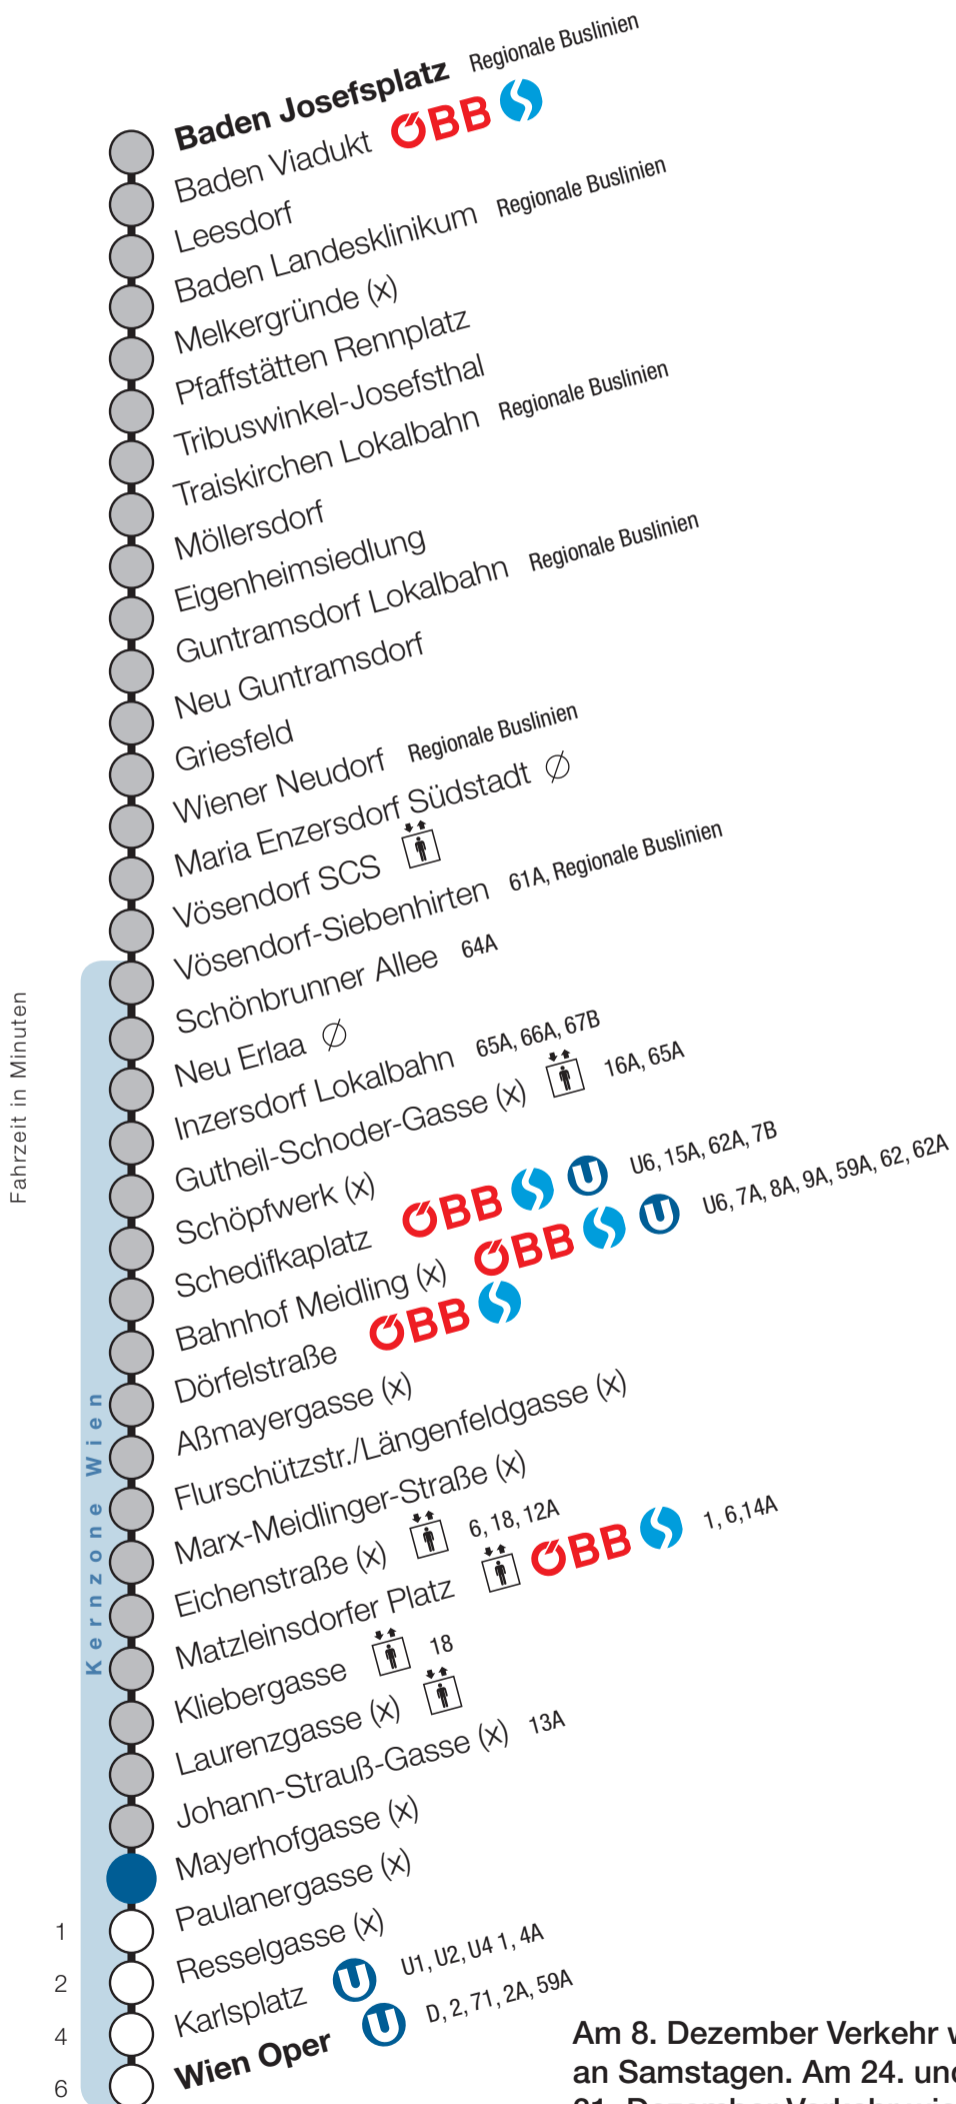 Baden Josefsplatz Regionale Buslinien
Baden Viadukt ÖBB
Leesdorf
Baden Landesklinikum Regionale Buslinien
Melkergründe (x)
Pfaffstätten Rennplatz
Tribuswinkel-Josefsthal
Traiskirchen Lokalbahn Regionale Buslinien
Möllersdorf
Eigenheimsiedlung
Guntramsdorf Lokalbahn Regionale Buslinien
Neu Guntramsdorf
Griesfeld
Wiener Neudorf Regionale Buslinien
Maria Enzersdorf Südstadt
Vösendorf SCS
Vösendorf-Siebenhirten 61A, Regionale Buslinien
Schönbrunner Allee 64A
Neu Erlaa
Inzersdorf Lokalbahn 65A, 66A, 67B
Gutheil-Schoder-Gasse (x) 16A, 65A
Schöpfwerk (x)
Schedifkaplatz ÖBB U U6, 15A, 62A, 7B
Bahnhof Meidling (x) ÖBB U U6, 7A, 8A, 9A, 59A, 62, 62A
Dörfelstraße ÖBB
Aßmayergasse (x)
Flurschützstr./Längenfeldgasse (x)
Marx-Meidlinger-Straße (x)
Eichenstraße (x) 6, 18, 12A
Matzleinsdorfer Platz ÖBB 1, 6,14A
Kliebergasse 18
Laurenzgasse (x)
Johann-Strauß-Gasse (x) 13A
Mayerhofgasse (x)
Paulanergasse (x)
1 Resselgasse (x)
2 Karlsplatz U U1, U2, U4 1, 4A
4 Wien Oper U D, 2, 71, 2A, 59A
6
Fahrzeit in Minuten
Kernzone Wien
Am 8. Dezember Verkehr
an Samstagen. Am 24.